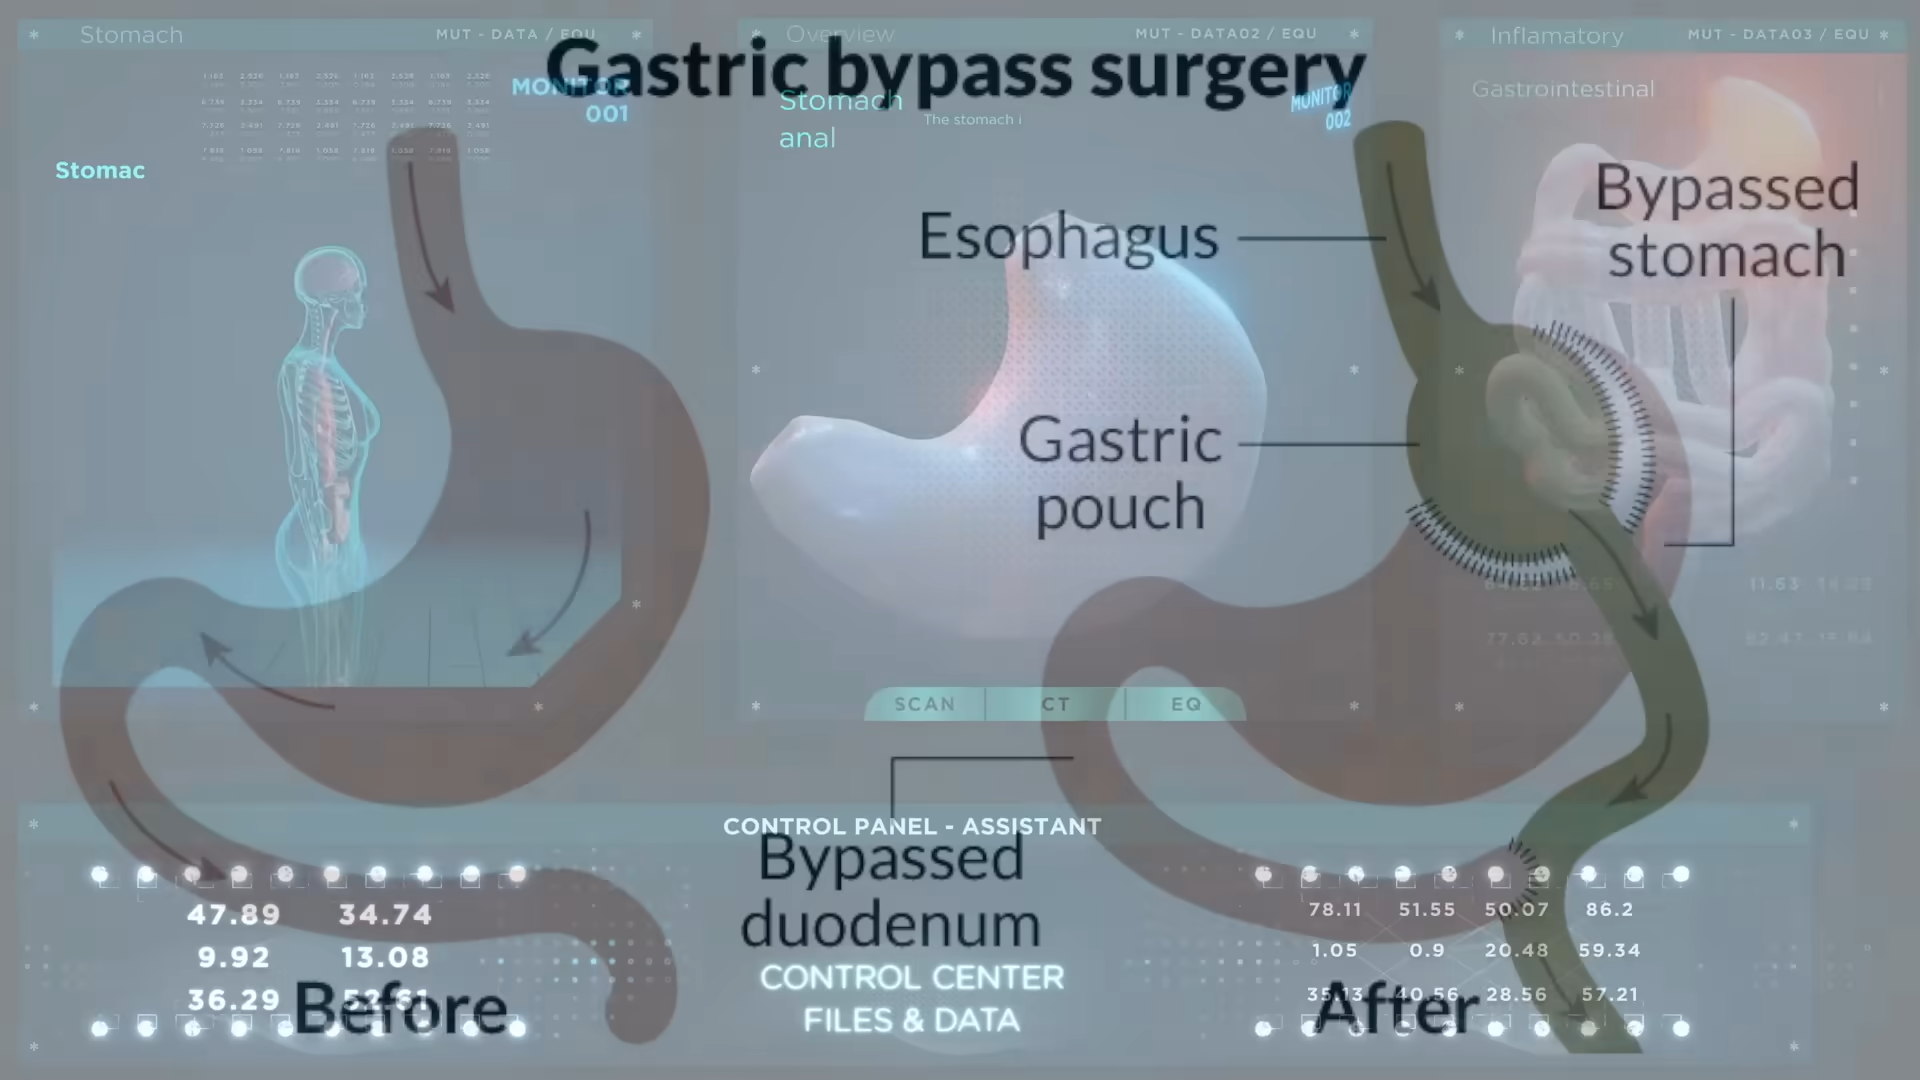 Stomach
MUT - DATA / EQU
Overview
MUT - DATA02 / EQU
Inflamatory
MUT - DATA03 / EQU
Gastric bypass surgery
MONITOR
001
Stomach
anal
The stomach i
MONITOR
002
Gastrointestinal
Stomac
Esophagus
Bypassed
stomach
Gastric
pouch
SCAN CT EQ
CONTROL PANEL - ASSISTANT
Bypassed
duodenum
47.89 34.74
9.92 13.08
36.29 52.61
78.11 51.55 50.07 86.2
1.05 0.9 20.48 59.34
35.13 40.56 28.56 57.21
CONTROL CENTER
FILES & DATA
Before
After